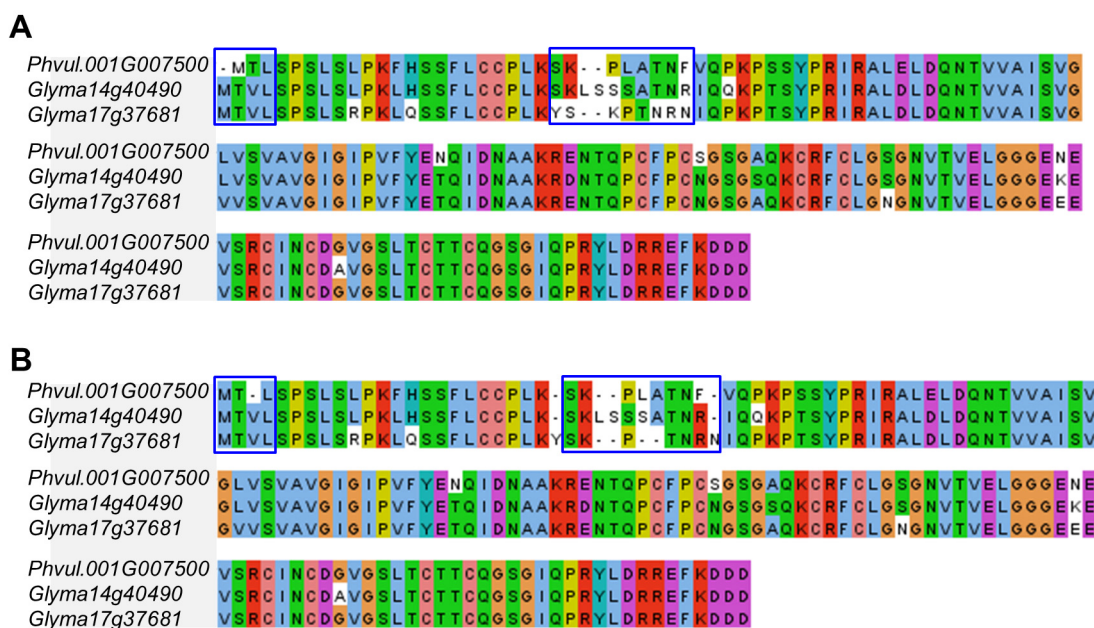 A
Phvul.001G007500 -MTLSPSLSLPKFHSSFLCCPLKSK--PLATNFVQPKPSSYPRIRALELDQNTVVAISVG
Glyma14g40490 MTVLSPSLSLPKLHSSFLCCPLKSKLSSSATNRIQQKPTSYPRIRALDLDQNTVVAISVG
Glyma17g37681 MTVLSPSLSRPKLQSSFLCCPLKYS--KPTNRNIQPKPTSYPRIRALDLDQNTVVAISVG
Phvul.001G007500 LVSVAVGIGIPVFYENQIDNAAKRENTQPCFPCSGSGAQKCRFCLGSGNVTVELGGGENE
Glyma14g40490 LVSVAVGIGIPVFYETQIDNAAKRDNTQPCFPCNGSGSQKCRFCLGSGNVTVELGGGEKE
Glyma17g37681 VVSVAVGIGIPVFYETQIDNAAKRDNTQPCFPCNGSGAQKCRFCLGNGNVTVELGGGEEE
Phvul.001G007500 VSRCINCDGVGSLTCTTCQGSGIQPRYLDRREFKDDD
Glyma14g40490 VSRCINCDAVGSLTCTTCQGSGIQPRYLDRREFKDDD
Glyma17g37681 VSRCINCDGVGSLTCTTCQGSGIQPRYLDRREFKDDD
B
Phvul.001G007500 MT-LSPSLSLPKFHSSFLCCPLK-SK--PLATNF-VQPKPSSYPRIRALELDQNTVVAISV
Glyma14g40490 MTVLSPSLSLPKLHSSFLCCPLK-SKLSSSATNR-IQQKPTSYPRIRALDLDQNTVVAISV
Glyma17g37681 MTVLSPSLSRPKLQSSFLCCPLKYSK--P--TNRNIQPKPTSYPRIRALDLDQNTVVAISV
Phvul.001G007500 GLVSVAVGIGIPVFYENQIDNAAKRENTQPCFPCSGSGAQKCRFCLGSGNVTVELGGGENE
Glyma14g40490 GLVSVAVGIGIPVFYETQIDNAAKRDNTQPCFPCNGSGSQKCRFCLGSGNVTVELGGGEKE
Glyma17g37681 GVVSVAVGIGIPVFYETQIDNAAKRDNTQPCFPCNGSGAQKCRFCLGNGNVTVELGGGEEE
Phvul.001G007500 VSRCINCDGVGSLTCTTCQGSGIQPRYLDRREFKDDD
Glyma14g40490 VSRCINCDAVGSLTCTTCQGSGIQPRYLDRREFKDDD
Glyma17g37681 VSRCINCDGVGSLTCTTCQGSGIQPRYLDRREFKDDD